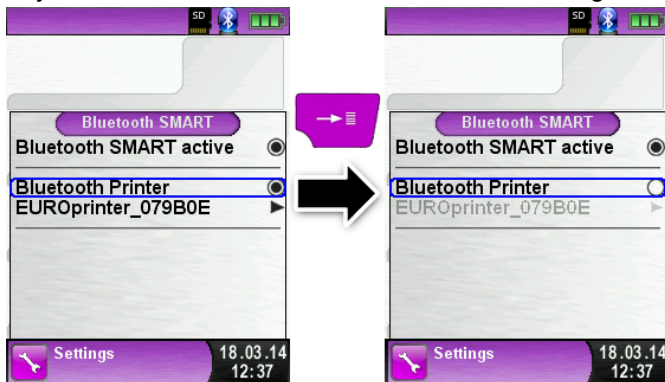 SD
Bluetooth SMART
Bluetooth SMART active
Bluetooth Printer
EUROprinter_079B0E
Settings
18.03.14
12:37
SD
Bluetooth SMART
Bluetooth SMART active
Bluetooth Printer
EUROprinter_079B0E
Settings
18.03.14
12:37